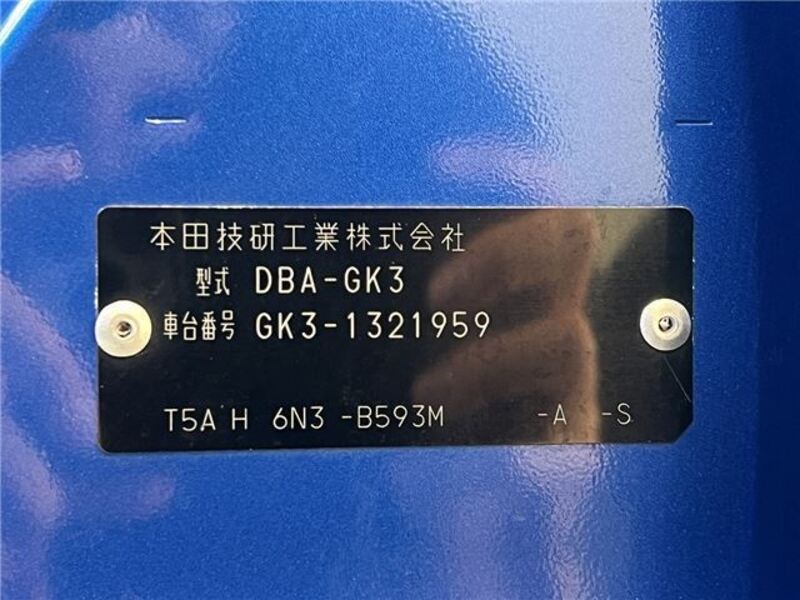 本田技研工業株式会社
型式 DBA-GK3
車台番号 GK3-1321959
T5A H 6N3 -B593M -A -S